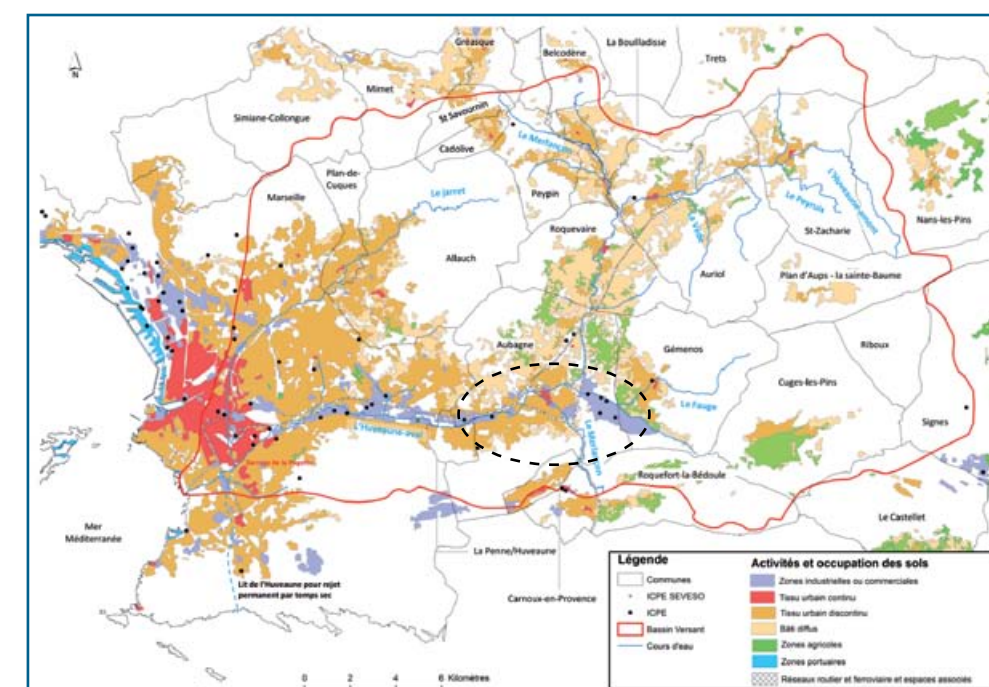 Gréasque
Belcodène
La Bouilladisse
Trets
Mimet
N
St Savournin
Simiane-Collongue
La Merlançon
Cadolive
Plan-de-
Cuques
Marseille
Le Jarret
Peypin
Roquevaire
La Vède
Le Peyruis
L'Huveaune-amont
Nans-les-Pins
St-Zacharie
Allauch
Auriol
Plan d'Aups - la sainte-Baume
Aubagne
Gémenos
Riboux
Cuges-les-Pins
Le Fauge
Signes
L'Huveaune-aval
Le Merlançon
Roquefort-la-Bédoule
Mer
Méditerranée
Le Castellet
La Penne/Huveaune
Lit de l'Huveaune pour rejet
permanent par temps sec
Carnoux-en-Provence
0 2 4 6 Kilomètres
Légende
Communes
ICPE SEVESO
ICPE
Bassin Versant
Cours d'eau
Activités et occupation des sols
Zones industrielles ou commerciales
Tissu urbain continu
Tissu urbain discontinu
Bâti diffus
Zones agricoles
Zones portuaires
Réseaux routier et ferroviaire et espaces associés